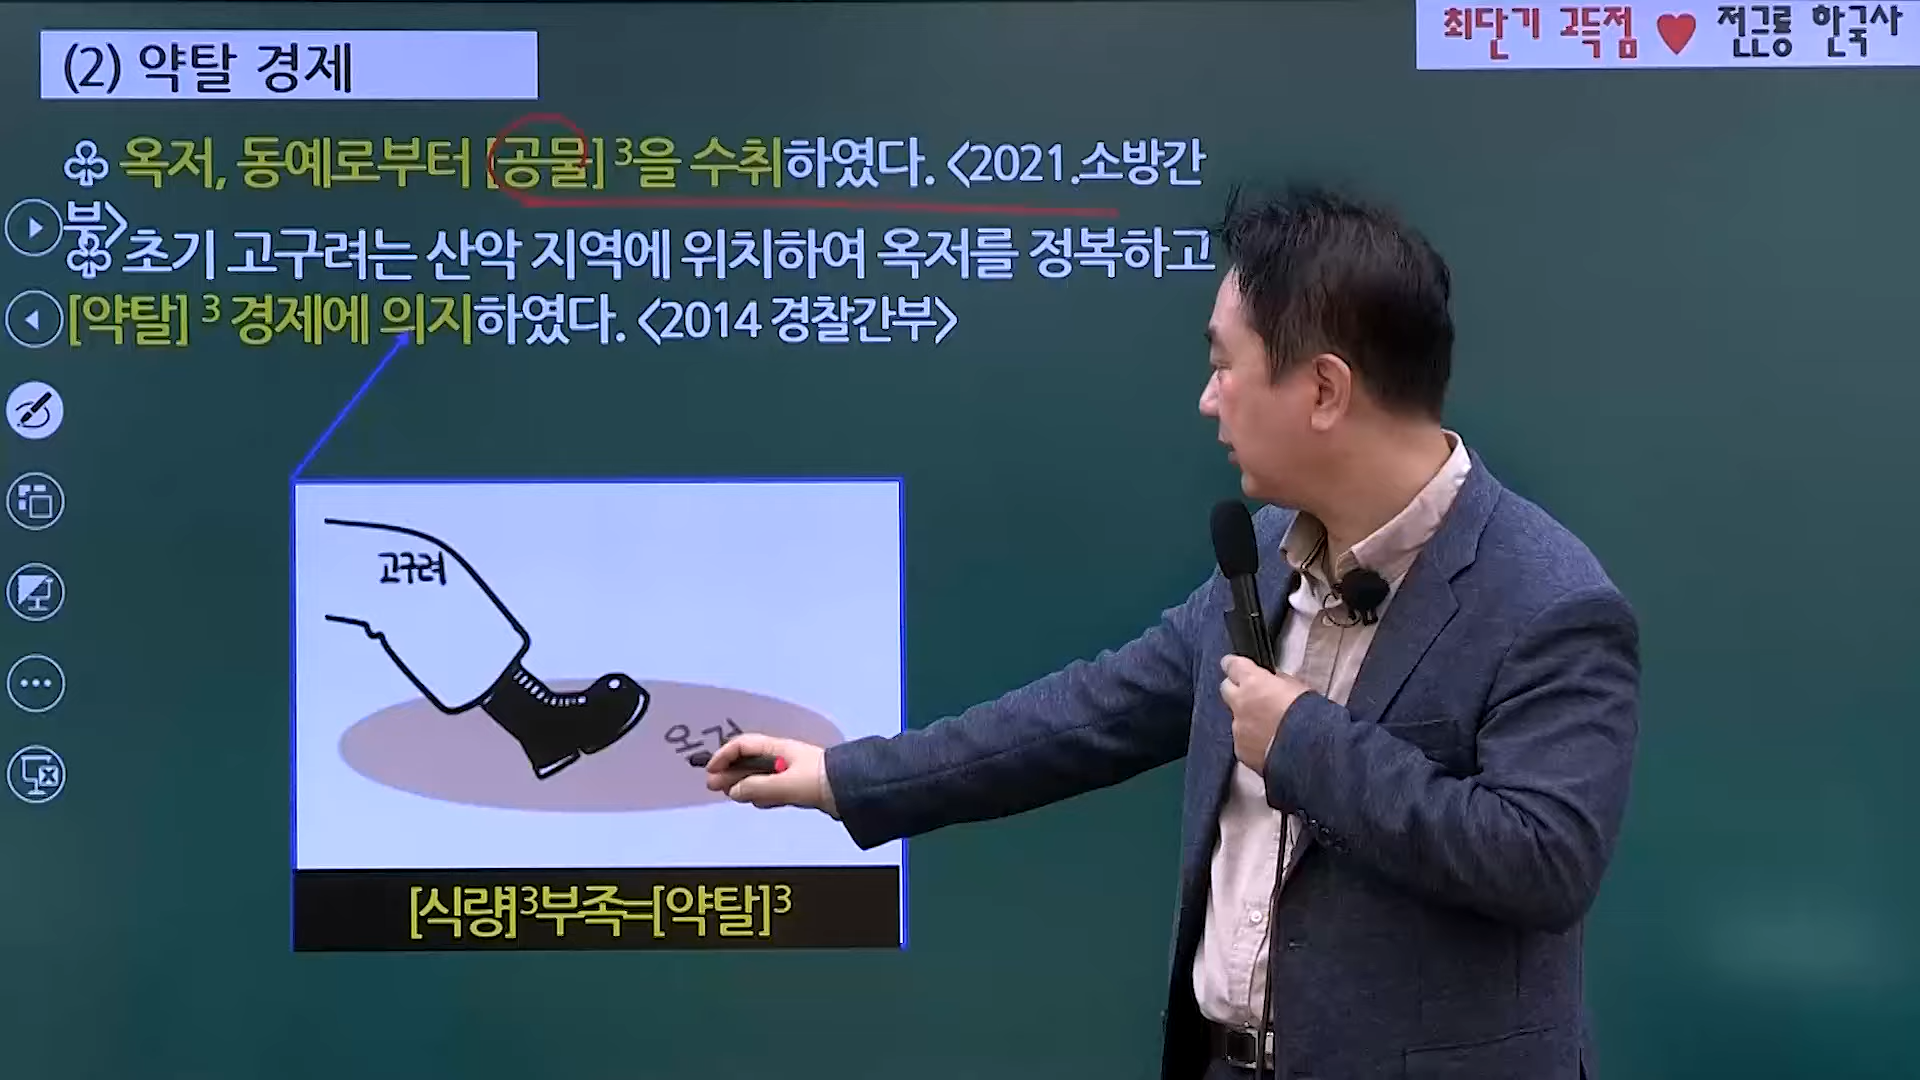 최단기 고득점 ♥ 전근룡 한국사
(2) 약탈 경제
♧ 옥저, 동예로부터 [공물]³을 수취하였다. <2021.소방간
부>
♧ 초기 고구려는 산악 지역에 위치하여 옥저를 정복하고
[약탈] ³ 경제에 의지하였다. <2014 경찰간부>
고구려
옥저
[식량]³부족=[약탈]³